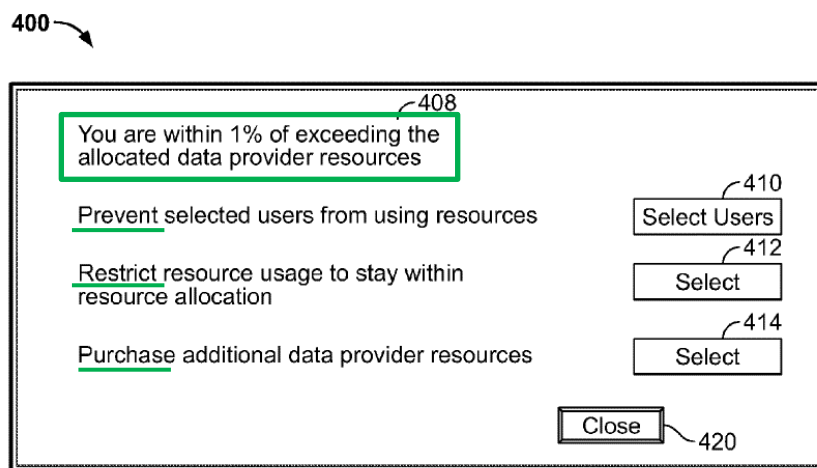 400
408
You are within 1% of exceeding the
allocated data provider resources
410
Prevent selected users from using resources
Select Users
412
Restrict resource usage to stay within
resource allocation
Select
414
Purchase additional data provider resources
Select
Close
420